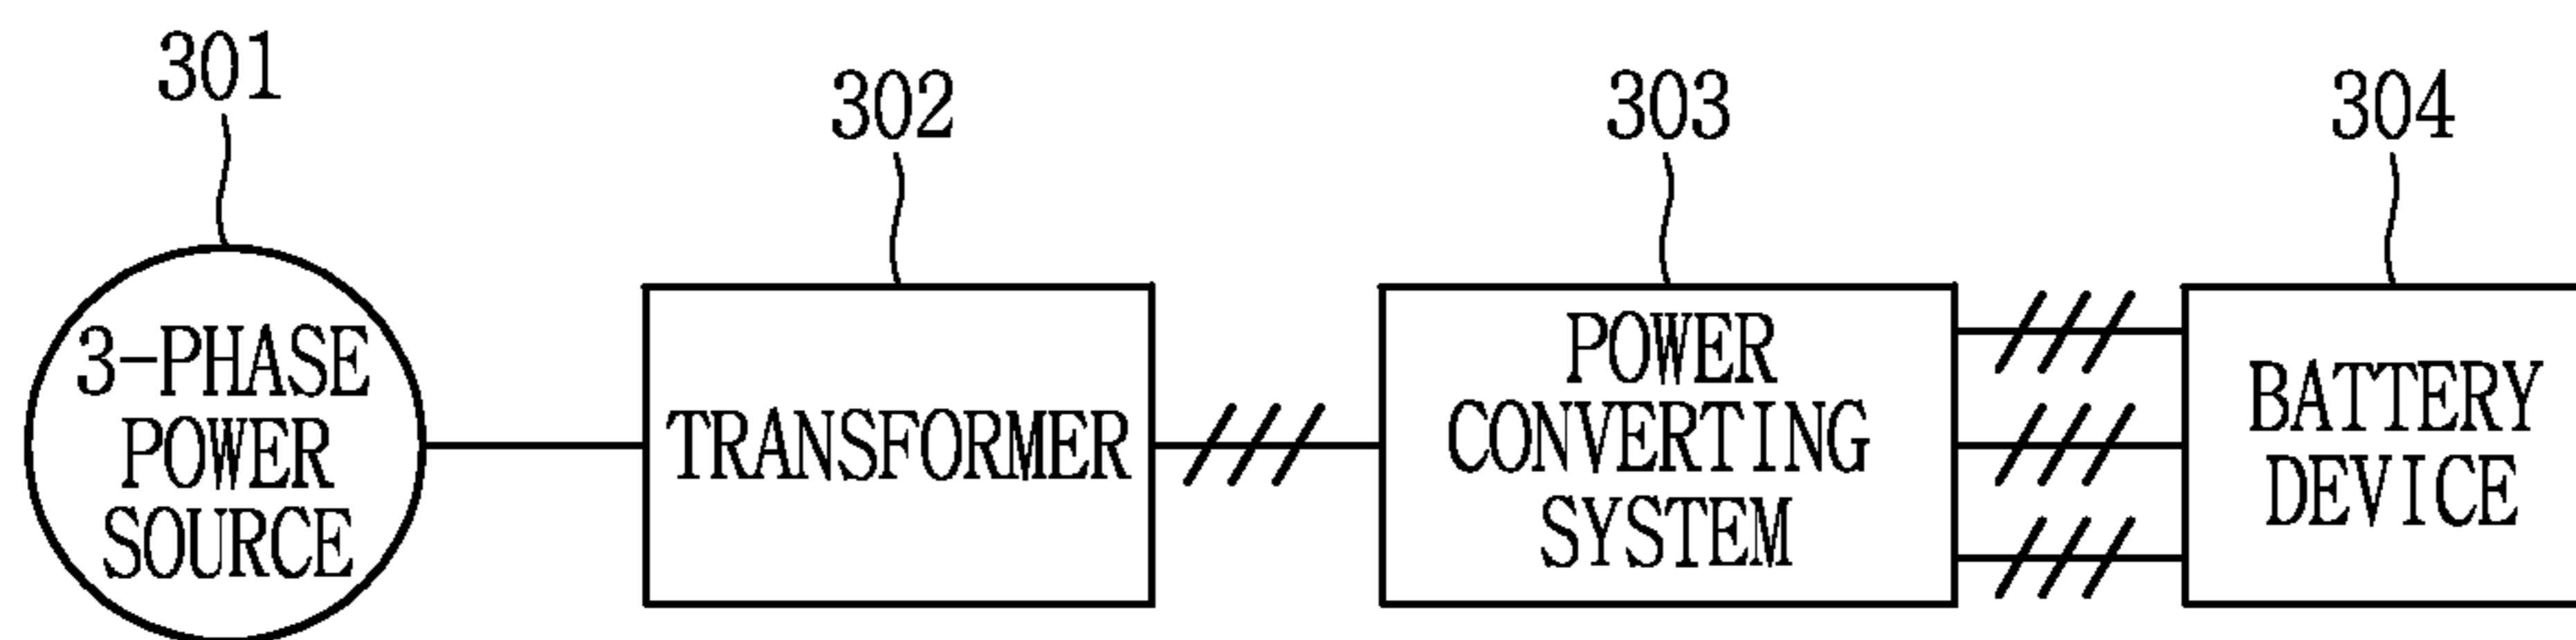 301
302
303
304
3-PHASE
POWER
SOURCE
TRANSFORMER
POWER
CONVERTING
SYSTEM
BATTERY
DEVICE